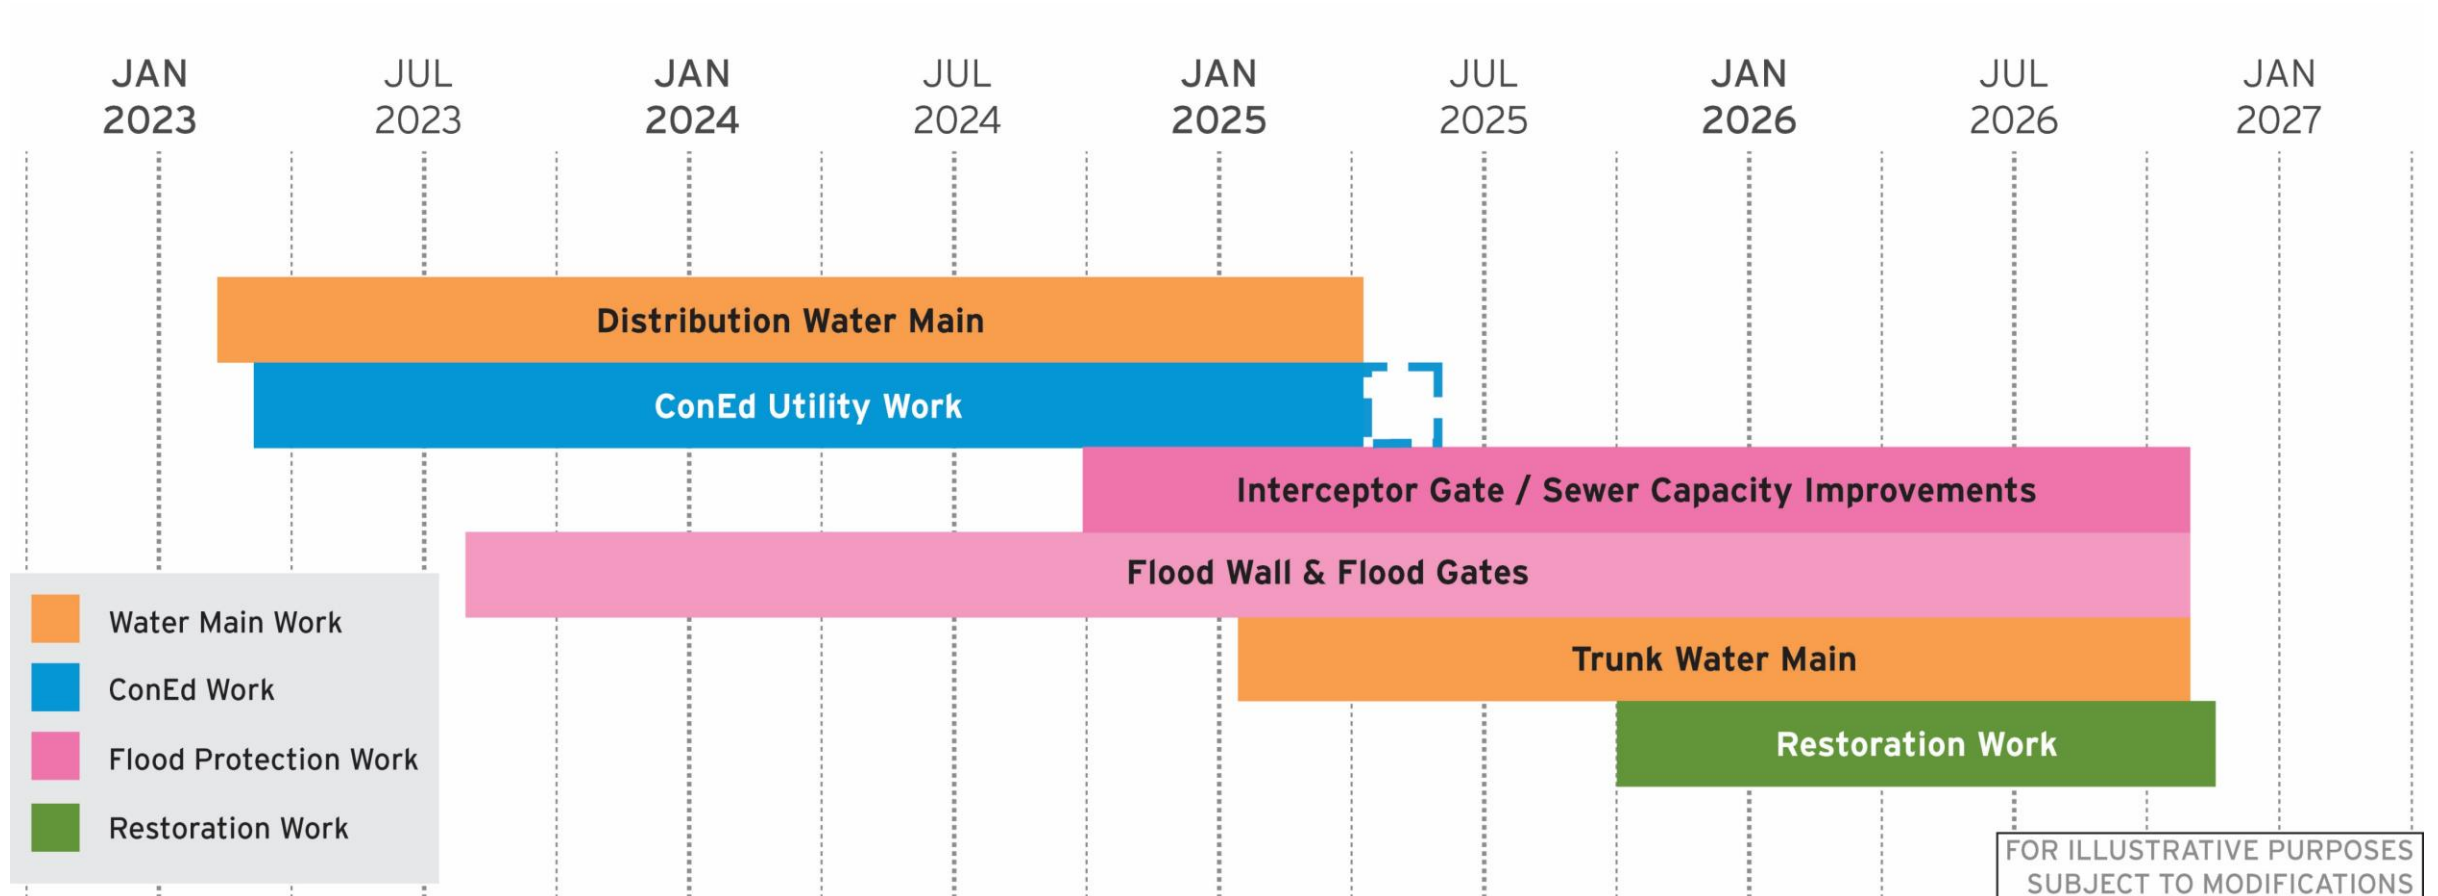 JAN JUL JAN JUL JAN JUL JAN JUL JAN
2023 2023 2024 2024 2025 2025 2026 2026 2027
Distribution Water Main
ConEd Utility Work
Interceptor Gate / Sewer Capacity Improvements
Flood Wall & Flood Gates
Trunk Water Main
Restoration Work
Water Main Work
ConEd Work
Flood Protection Work
Restoration Work
FOR ILLUSTRATIVE PURPOSES
SUBJECT TO MODIFICATIONS